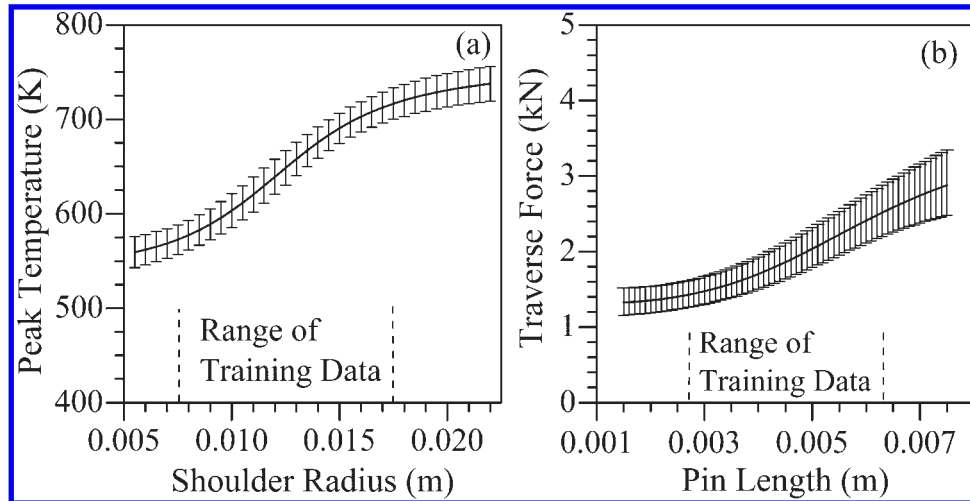 (a)
Peak Temperature (K)
800
700
600
500
400
Range of
Training Data
0.005 0.010 0.015 0.020
Shoulder Radius (m)
(b)
Traverse Force (kN)
5
4
3
2
1
0
Range of
Training Data
0.001 0.003 0.005 0.007
Pin Length (m)